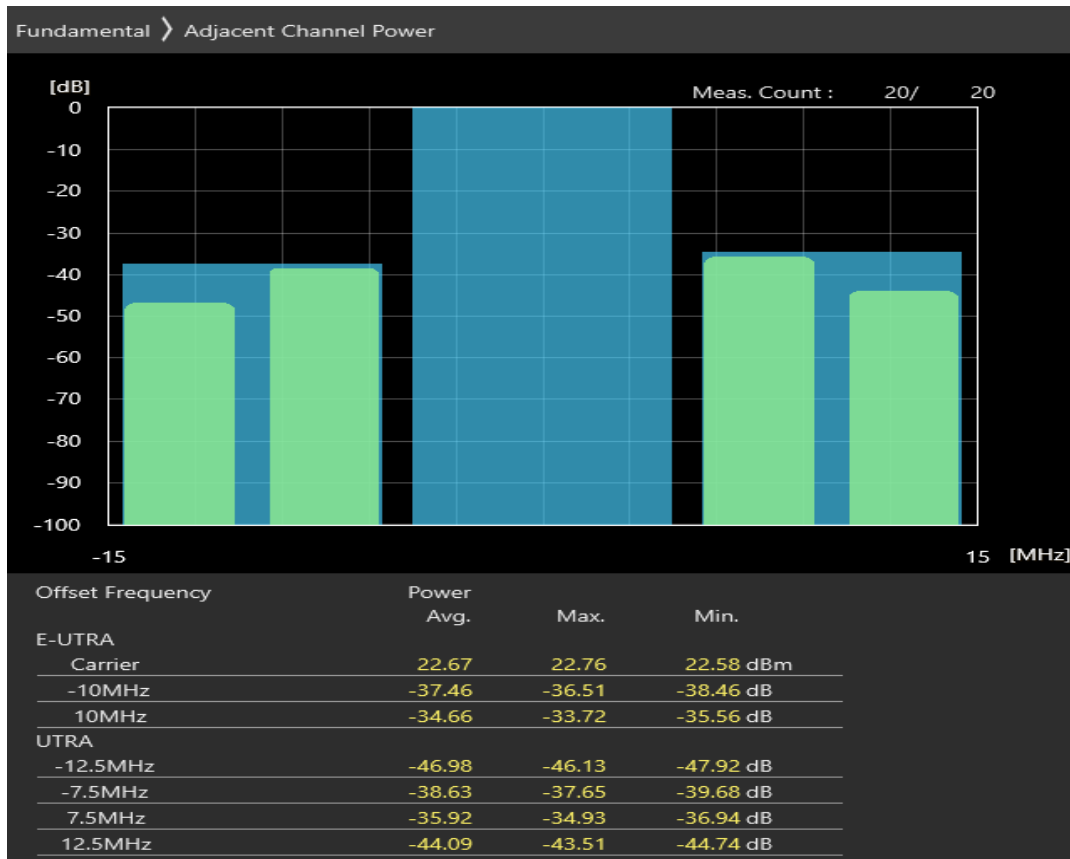 Fundamental ❯ Adjacent Channel Power
[dB]
Meas. Count : 20/ 20
0
-10
-20
-30
-40
-50
-60
-70
-80
-90
-100
-15 15 [MHz]
Offset Frequency Power
Avg. Max. Min.
E-UTRA
Carrier 22.67 22.76 22.58 dBm
-10MHz -37.46 -36.51 -38.46 dB
10MHz -34.66 -33.72 -35.56 dB
UTRA
-12.5MHz -46.98 -46.13 -47.92 dB
-7.5MHz -38.63 -37.65 -39.68 dB
7.5MHz -35.92 -34.93 -36.94 dB
12.5MHz -44.09 -43.51 -44.74 dB